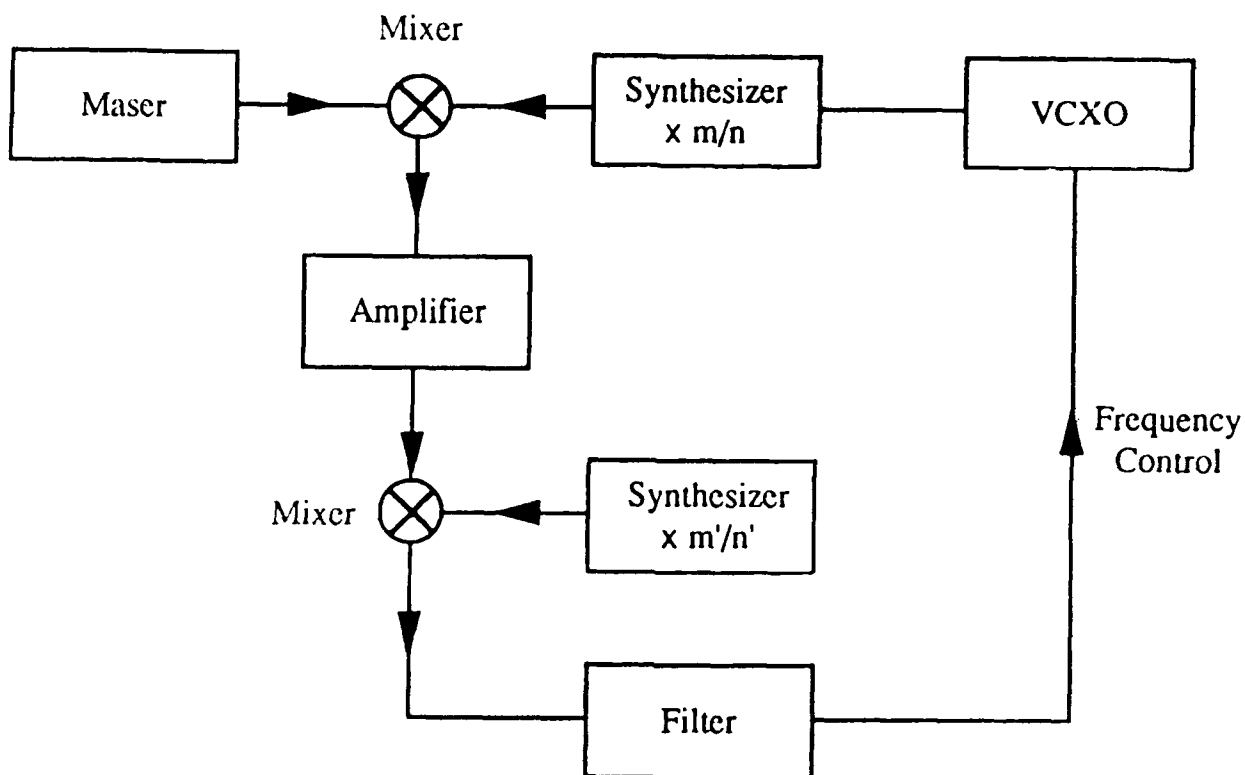 Mixer
Maser
Synthesizer
x m/n
VCXO
Amplifier
Frequency
Control
Mixer
Synthesizer
x m'/n'
Filter